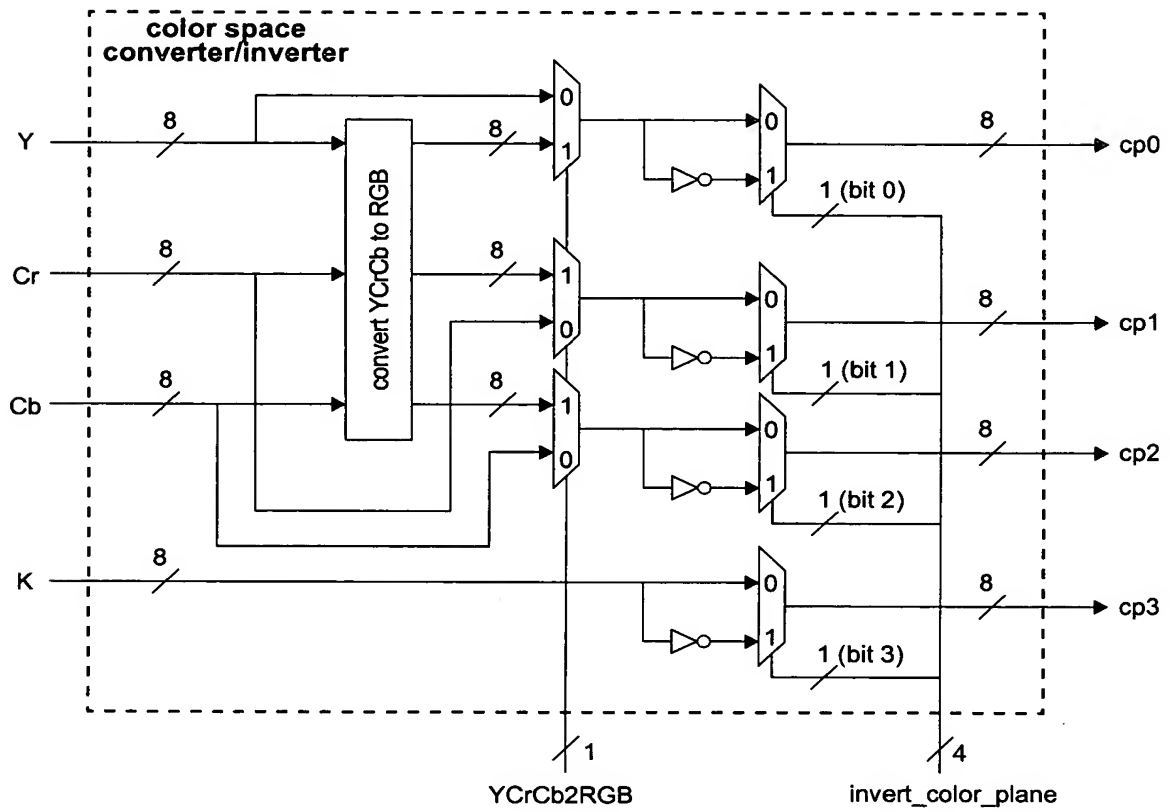 color space
converter/inverter
0
8
8
8
Y
0
cp0
1
1
1 (bit 0)
convert YCrCb to RGB
8
8
Cr
1
0
8
cp1
0
1
8
8
1 (bit 1)
Cb
1
0
8
cp2
0
1
1 (bit 2)
8
K
0
8
cp3
1
1 (bit 3)
1
4
YCrCb2RGB
invert_color_plane